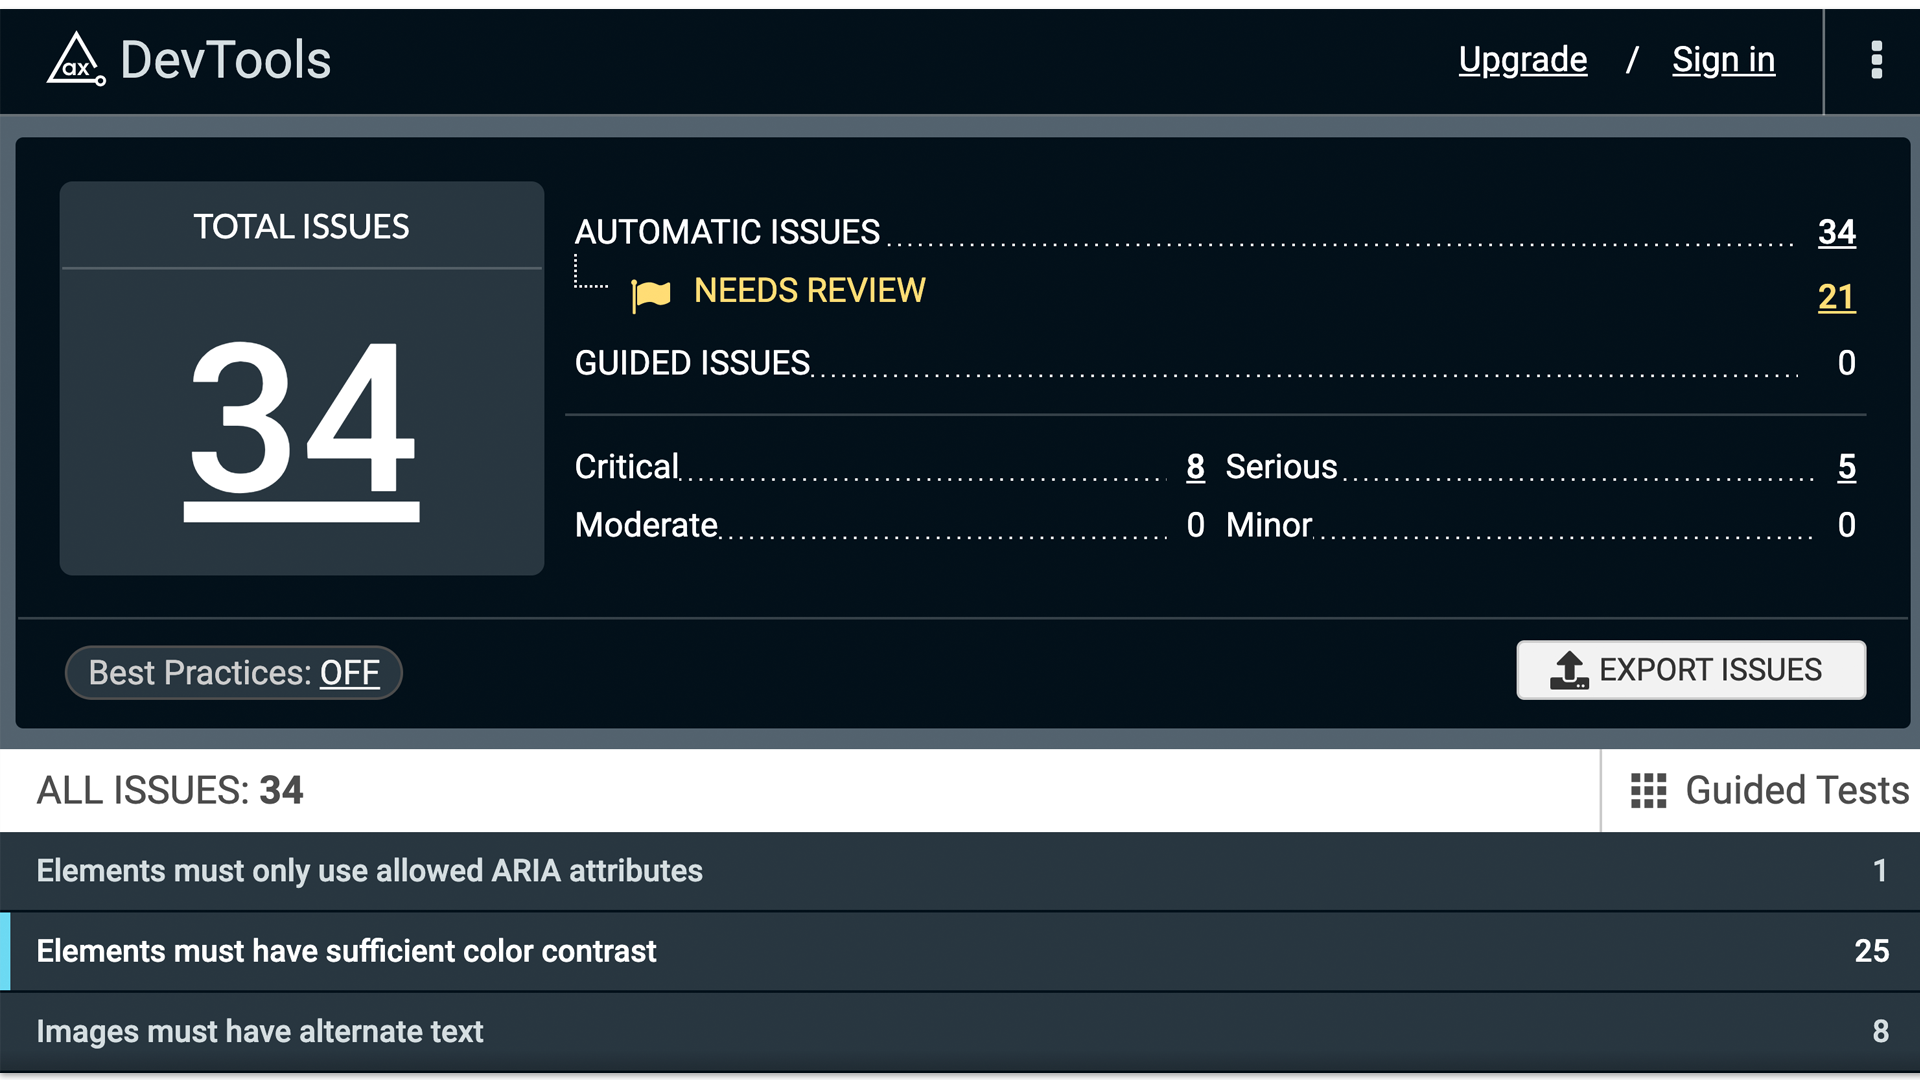 ax DevTools
Upgrade / Sign in
TOTAL ISSUES
34
AUTOMATIC ISSUES 34
NEEDS REVIEW 21
GUIDED ISSUES 0
Critical 8 Serious 5
Moderate 0 Minor 0
Best Practices: OFF
EXPORT ISSUES
ALL ISSUES: 34
Guided Tests
Elements must only use allowed ARIA attributes 1
Elements must have sufficient color contrast 25
Images must have alternate text 8